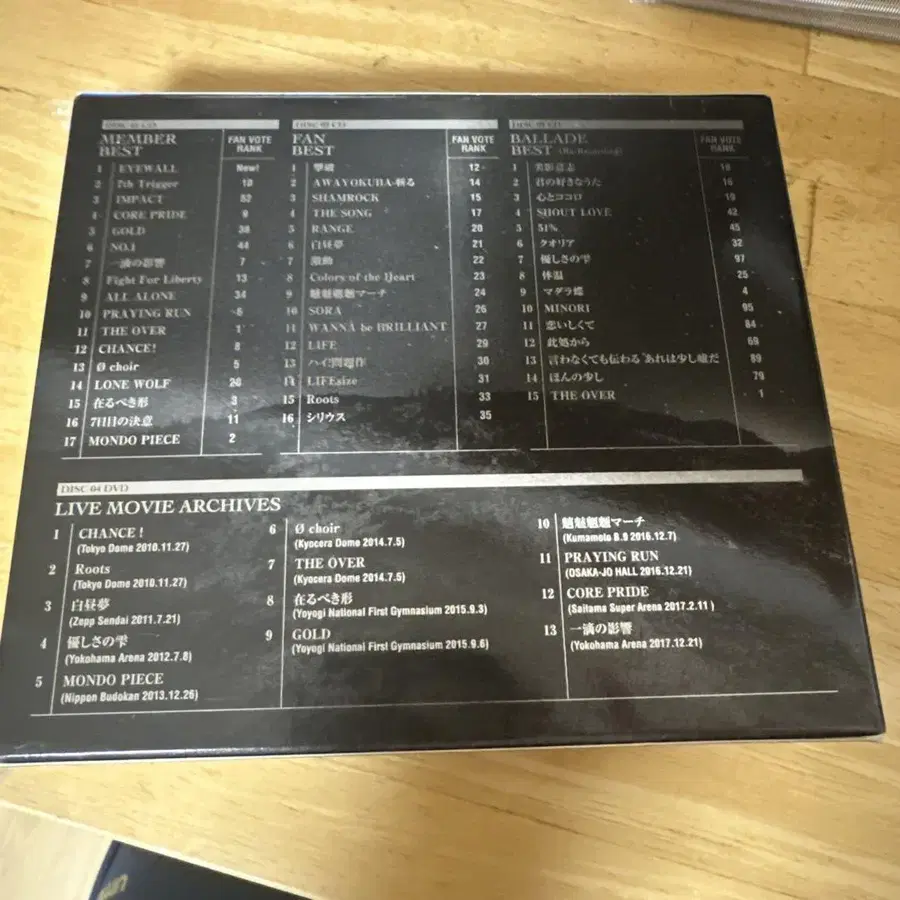 DISC 01 CD
MEMBER BEST
FAN VOTE RANK
1 EYEWALL New!
2 7th Trigger 10
3 IMPACT 52
4 CORE PRIDE 9
5 GOLD 38
6 NO.1 44
7 一滴の影響 7
8 Fight For Liberty 13
9 ALL ALONE 34
10 PRAYING RUN 6
11 THE OVER 1
12 CHANCE! 8
13 Ø choir 5
14 LONE WOLF 26
15 在るべき形 3
16 7日目の決意 11
17 MONDO PIECE 2
DISC 02 CD
FAN BEST
FAN VOTE RANK
1 撃破 12
2 AWAYOKUBA-斬る 14
3 SHAMROCK 15
4 THE SONG 17
5 RANGE 20
6 白昼夢 21
7 激動 22
8 Colors of the Heart 23
9 魑魅魍魎マーチ 24
10 SORA 26
11 WANNA be BRILLIANT 27
12 LIFE 29
13 ハイ!問題作 30
14 LIFEsize 31
15 Roots 33
16 シリウス 35
DISC 03 CD
BALLADE BEST (Re-Recording)
FAN VOTE RANK
1 美影意志 18
2 君の好きなうた 16
3 心とココロ 19
4 SHOUT LOVE 42
5 51% 45
6 クオリア 32
7 優しさの雫 97
8 体温 25
9 マダラ蝶 4
10 MINORI 95
11 恋いしくて 84
12 此処から 69
13 言わなくても伝わる あれは少し嘘だ 89
14 ほんの少し 79
15 THE OVER 1
DISC 04 DVD
LIVE MOVIE ARCHIVES
1 CHANCE!
(Tokyo Dome 2010.11.27)
2 Roots
(Tokyo Dome 2010.11.27)
3 白昼夢
(Zepp Sendai 2011.7.21)
4 優しさの雫
(Yokohama Arena 2012.7.8)
5 MONDO PIECE
(Nippon Budokan 2013.12.26)
6 Ø choir
(Kyocera Dome 2014.7.5)
7 THE OVER
(Kyocera Dome 2014.7.5)
8 在るべき形
(Yoyogi National First Gymnasium 2015.9.3)
9 GOLD
(Yoyogi National First Gymnasium 2015.9.6)
10 魑魅魍魎マーチ
(Kumamoto B.9 2016.12.7)
11 PRAYING RUN
(OSAKA-JO HALL 2016.12.21)
12 CORE PRIDE
(Saitama Super Arena 2017.2.11)
13 一滴の影響
(Yokohama Arena 2017.12.21)